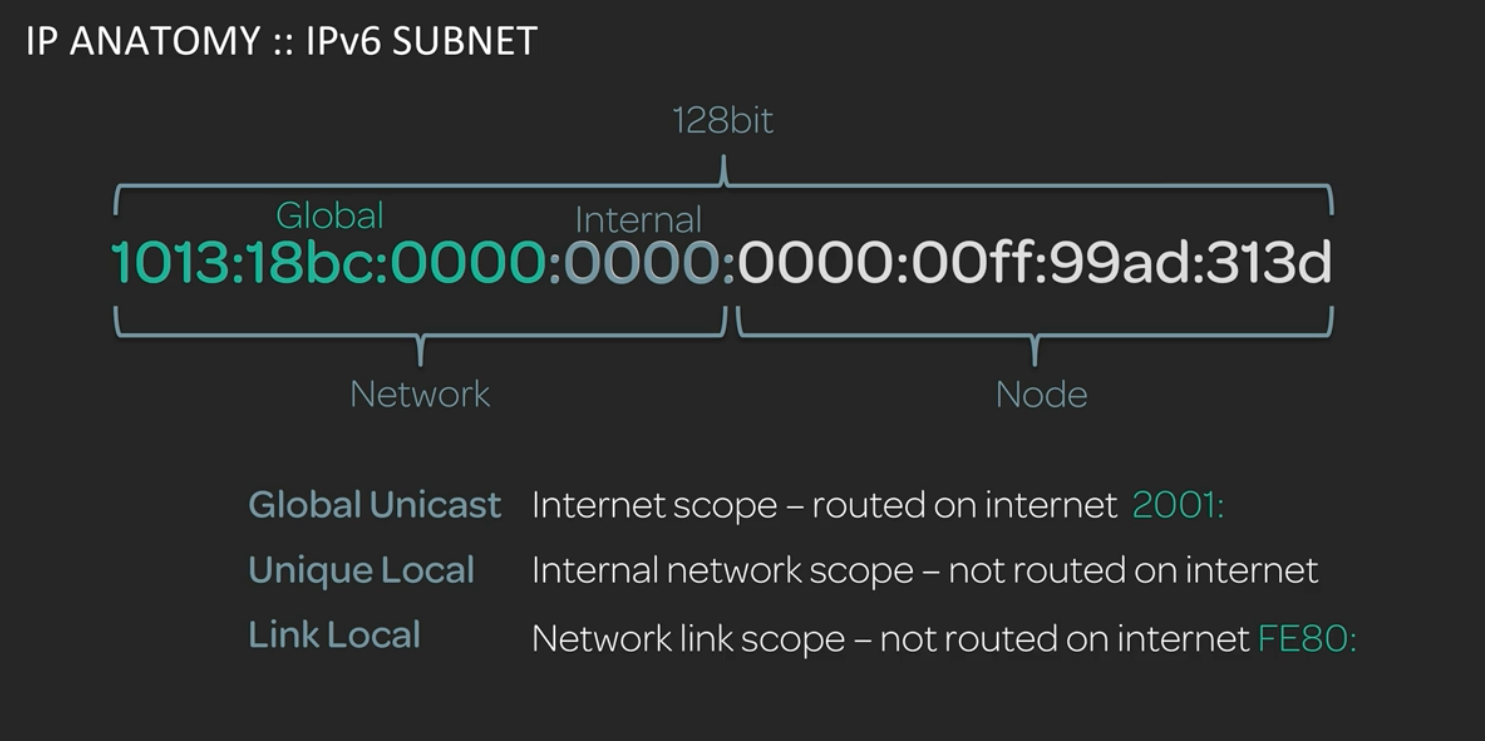 IP ANATOMY :: IPv6 SUBNET
128bit
Global Internal
1013:18bc:0000:0000:0000:00ff:99ad:313d
Network Node
Global Unicast Internet scope – routed on internet 2001:
Unique Local Internal network scope – not routed on internet
Link Local Network link scope – not routed on internet FE80: